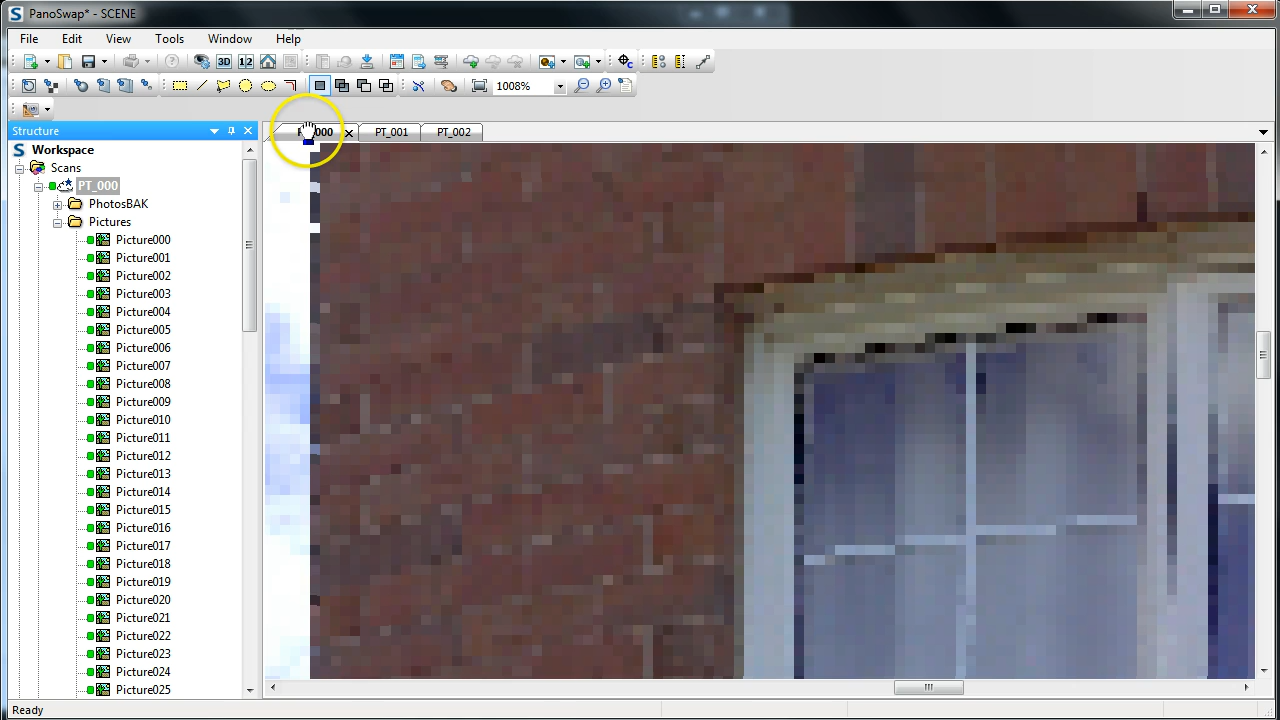 PanoSwap* - SCENE
File Edit View Tools Window Help
3D 1 2
1008%
Structure
000 PT_001 PT_002
Workspace
Scans
PT_000
PhotosBAK
Pictures
Picture000
Picture001
Picture002
Picture003
Picture004
Picture005
Picture006
Picture007
Picture008
Picture009
Picture010
Picture011
Picture012
Picture013
Picture014
Picture015
Picture016
Picture017
Picture018
Picture019
Picture020
Picture021
Picture022
Picture023
Picture024
Picture025
Ready